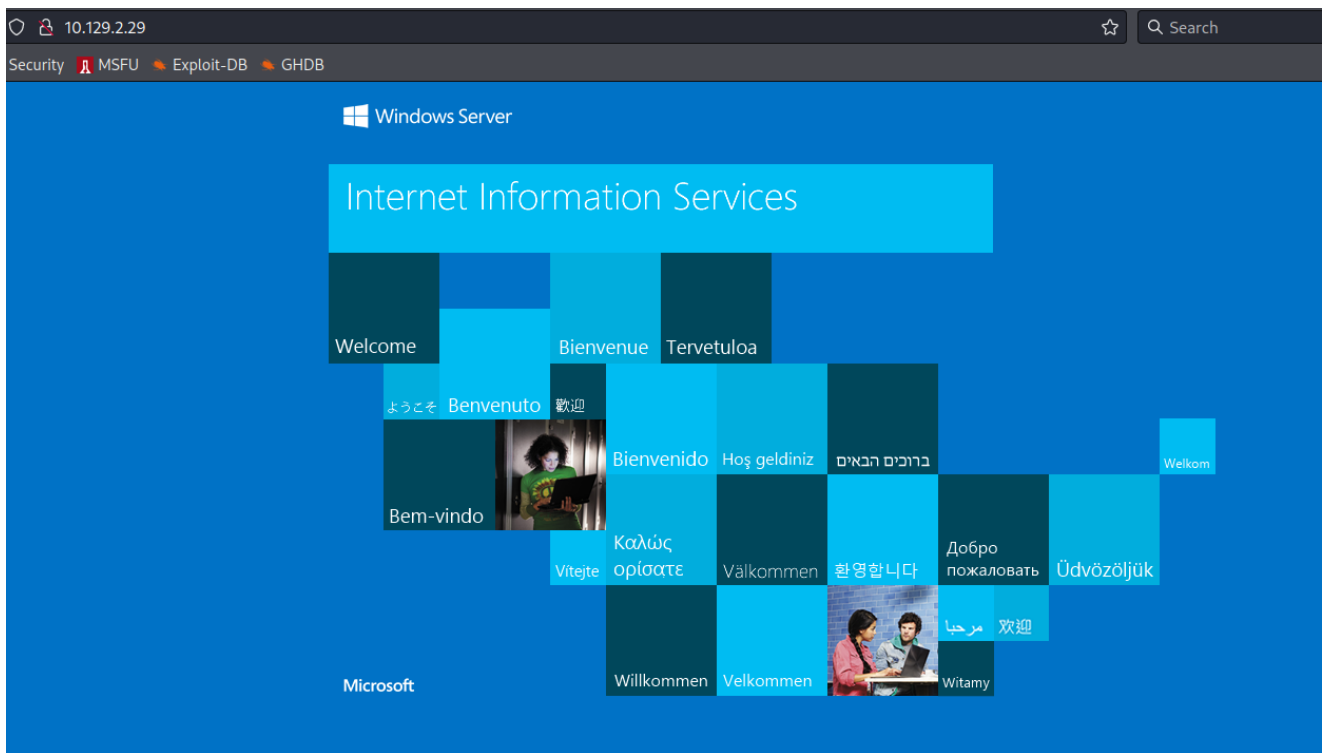 10.129.2.29
Search
Security MSFU Exploit-DB GHDB
Windows Server
Internet Information Services
Welcome
Bienvenue
Tervetuloa
ようこそ
Benvenuto
歡迎
Bienvenido
Hoş geldiniz
ברוכים הבאים
Welkom
Bem-vindo
Vítejte
Καλώς
ορίσατε
Välkommen
환영합니다
Добро
пожаловать
Üdvözöljük
مرحبا
欢迎
Willkommen
Velkommen
Witamy
Microsoft